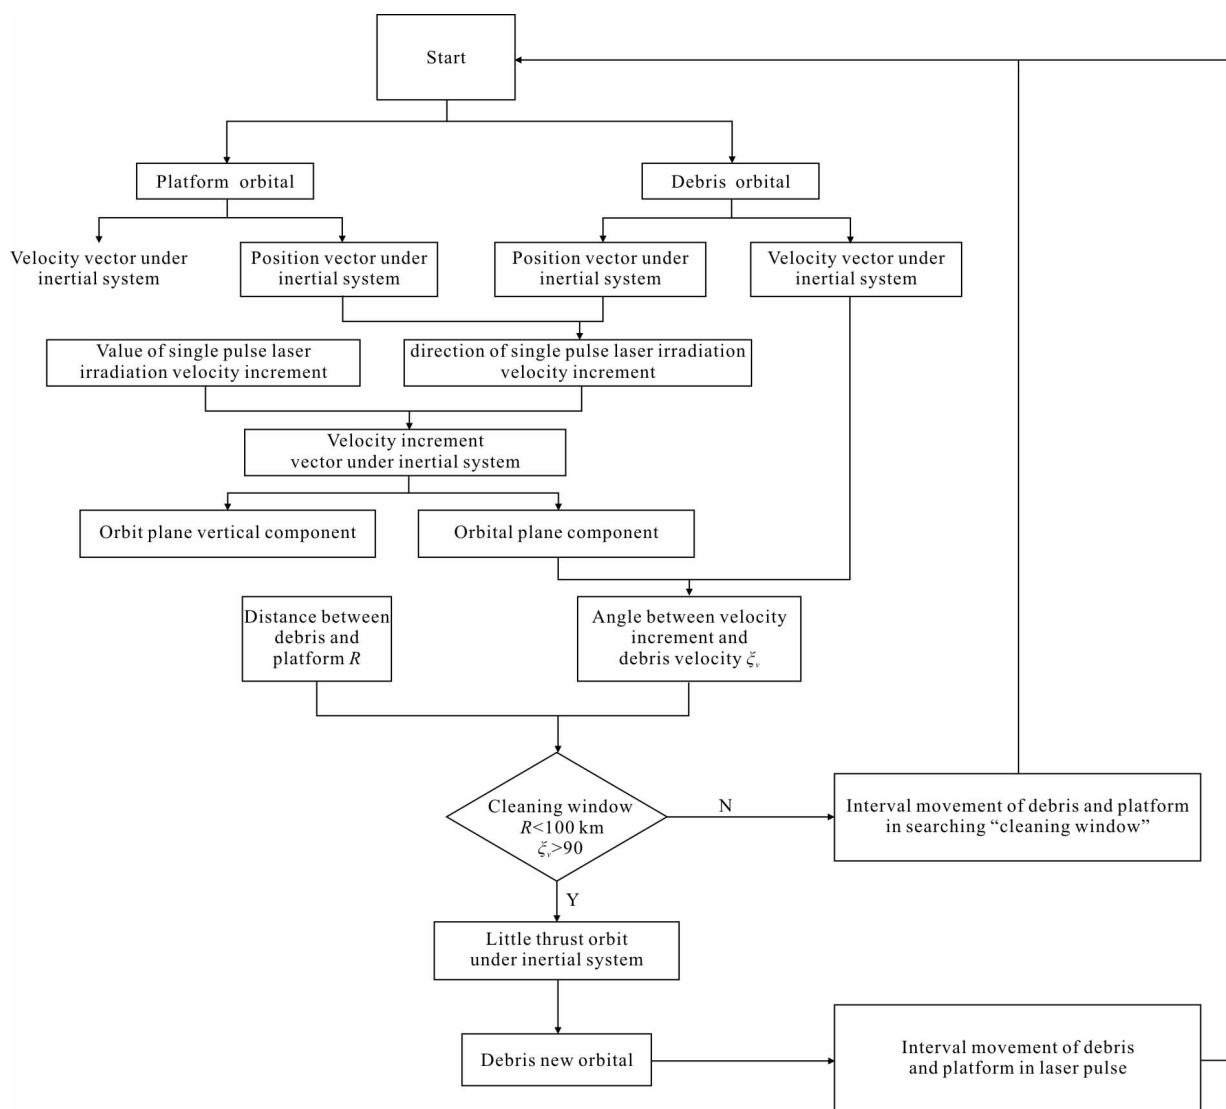 Start
Platform orbital
Debris orbital
Velocity vector under
inertial system
Position vector under
inertial system
Position vector under
inertial system
Velocity vector under
inertial system
Value of single pulse laser
irradiation velocity increment
direction of single pulse laser irradiation
velocity increment
Velocity increment
vector under inertial system
Orbit plane vertical component
Orbital plane component
Distance between
debris and
platform R
Angle between velocity
increment and
debris velocity ξᵥ
Cleaning window
R<100 km
ξᵥ>90
N
Interval movement of debris and platform
in searching “cleaning window”
Y
Little thrust orbit
under inertial system
Debris new orbital
Interval movement of debris
and platform in laser pulse